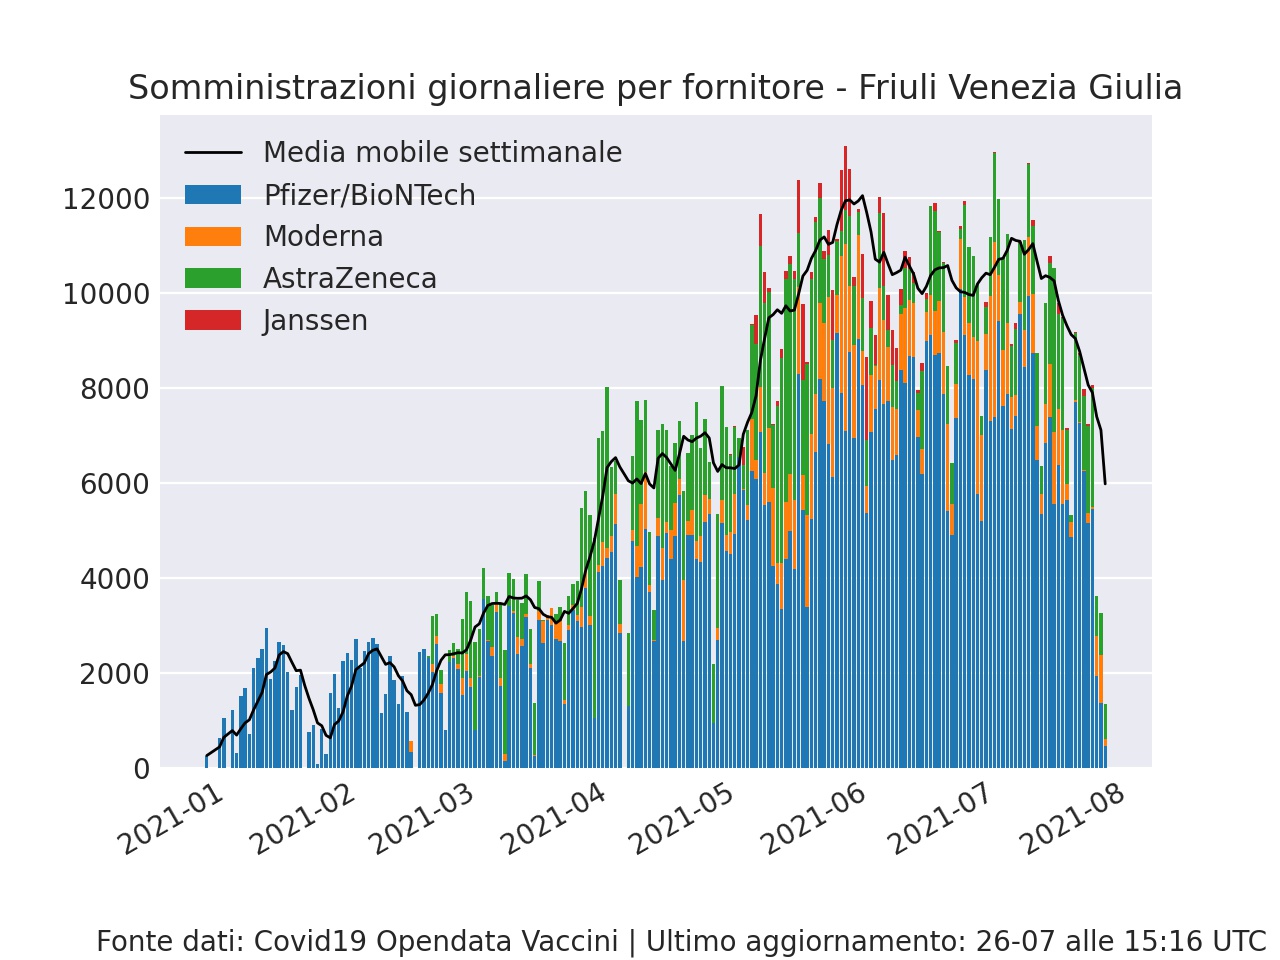 Somministrazioni giornaliere per fornitore - Friuli Venezia Giulia
Media mobile settimanale
Pfizer/BioNTech
Moderna
AstraZeneca
Janssen
12000
10000
8000
6000
4000
2000
0
2021-01
2021-02
2021-03
2021-04
2021-05
2021-06
2021-07
2021-08
Fonte dati: Covid19 Opendata Vaccini | Ultimo aggiornamento: 26-07 alle 15:16 UTC